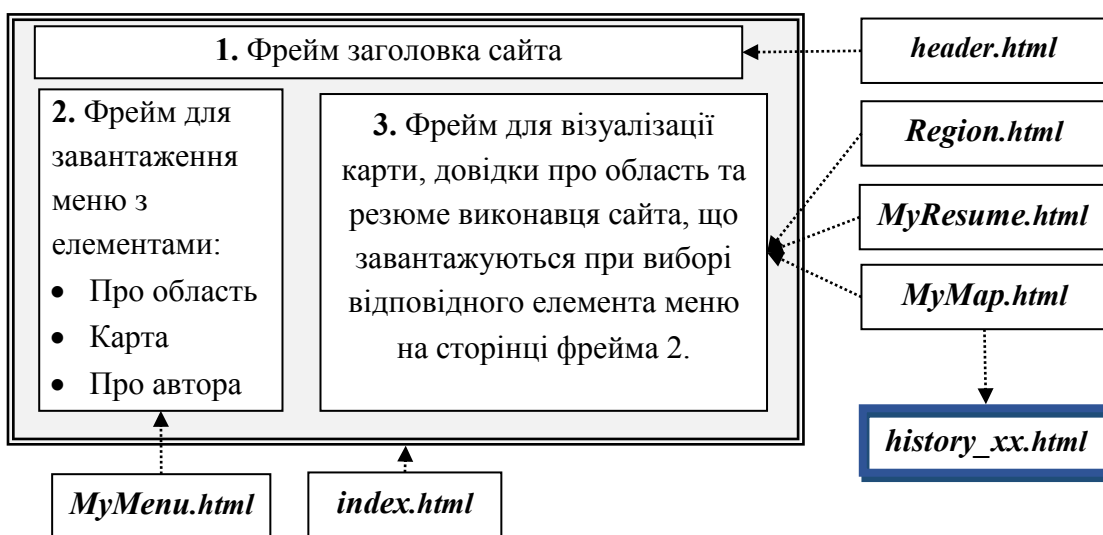 1. Фрейм заголовка сайта
header.html
2. Фрейм для
завантаження
меню з
елементами:
• Про область
• Карта
• Про автора
3. Фрейм для візуалізації
карти, довідки про область та
резюме виконавця сайта, що
завантажуються при виборі
відповідного елемента меню
на сторінці фрейма 2.
Region.html
MyResume.html
MyMap.html
history_xx.html
MyMenu.html
index.html